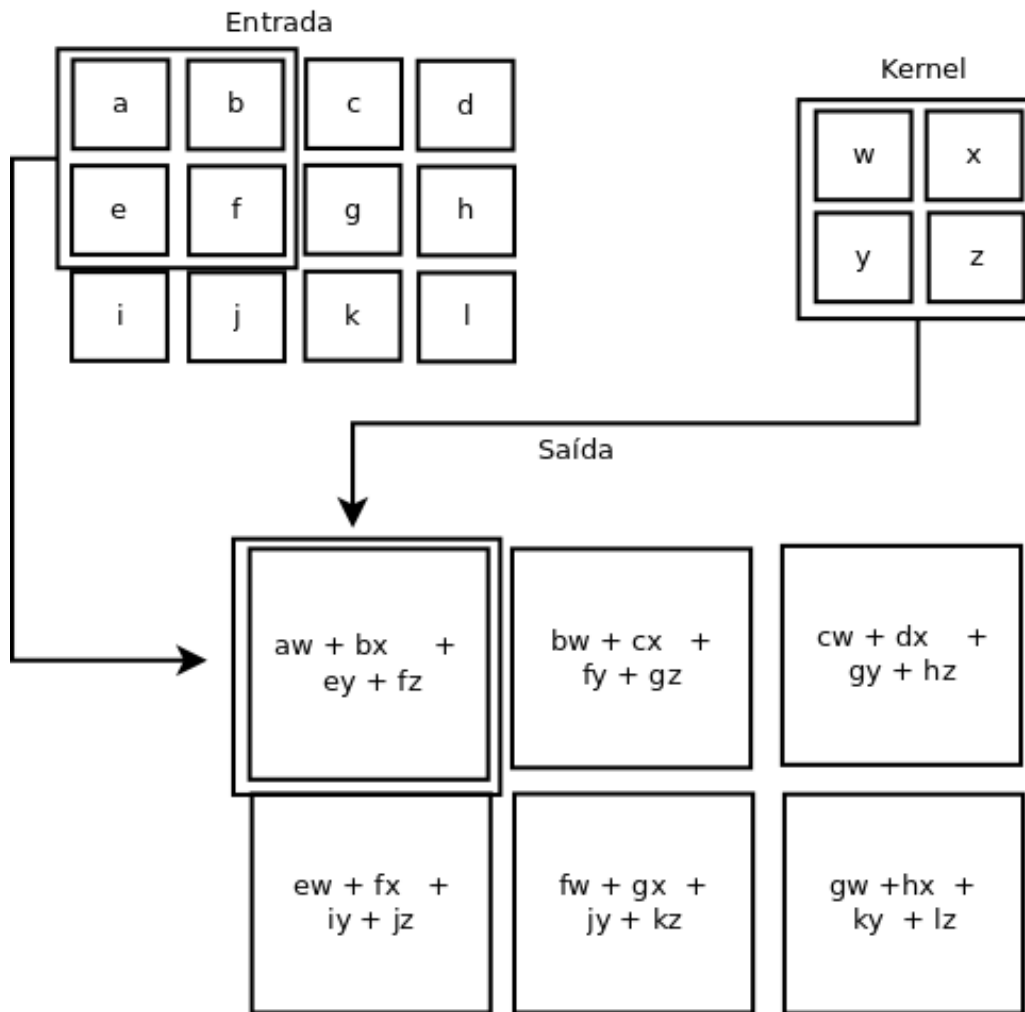 Entrada
Kernel
a b c d
e f g h
i j k l
w x
y z
Saída
aw + bx +
ey + fz
bw + cx +
fy + gz
cw + dx +
gy + hz
ew + fx +
iy + jz
fw + gx +
jy + kz
gw +hx +
ky + lz